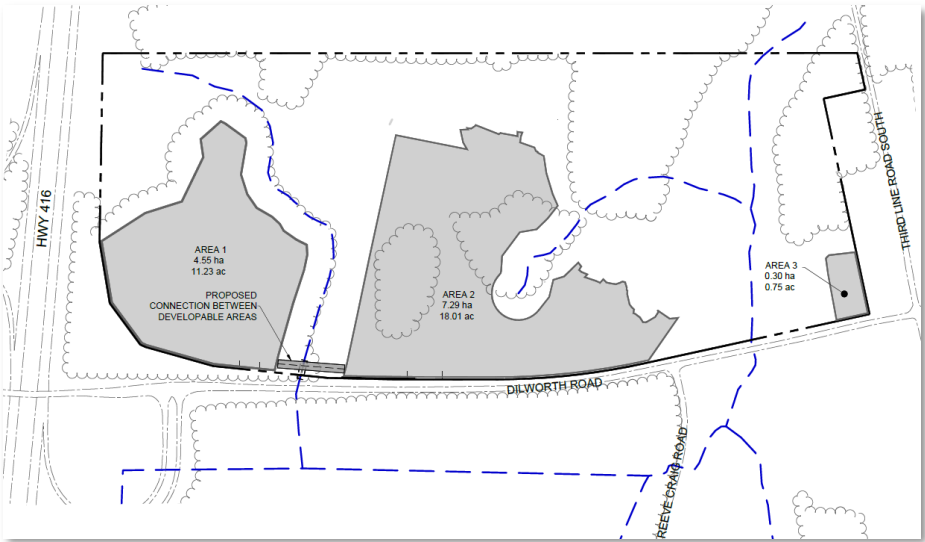 HWY 416
AREA 1
4.55 ha
11.23 ac
PROPOSED
CONNECTION BETWEEN
DEVELOPABLE AREAS
AREA 2
7.29 ha
18.01 ac
AREA 3
0.30 ha
0.75 ac
THIRD LINE ROAD SOUTH
DILWORTH ROAD
REEVE CRAIG ROAD